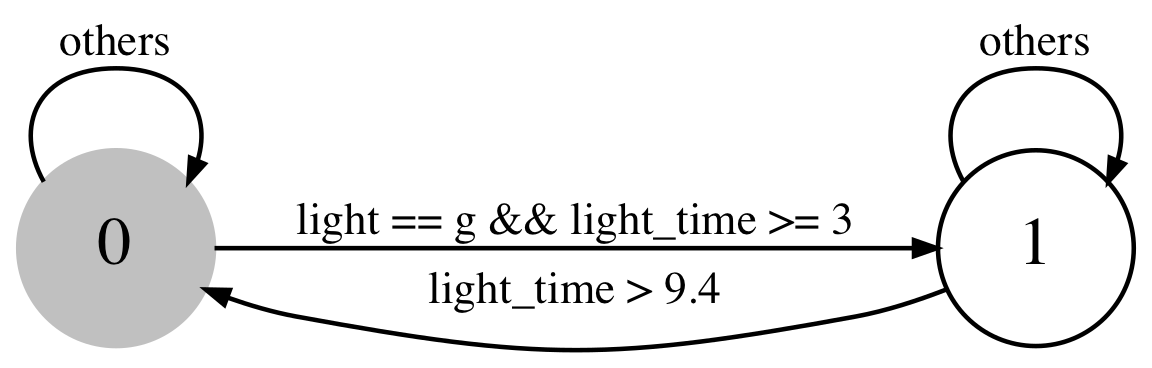 others
others
0
light == g && light_time >= 3
1
light_time > 9.4